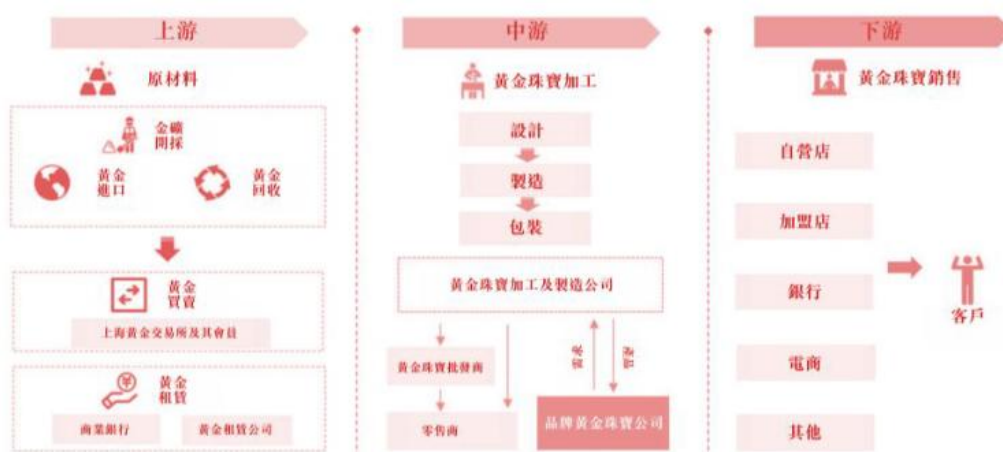 上游
中游
下游
原材料
黃金珠寶加工
黃金珠寶銷售
金礦
開採
黃金
進口
黃金
回收
黃金
買賣
上海黃金交易所及其會員
黃金
租賃
商業銀行
黃金租賃公司
設計
製造
包裝
黃金珠寶加工及製造公司
黃金珠寶批發商
零售商
品牌黃金珠寶公司
自營店
加盟店
銀行
電商
其他
客戶